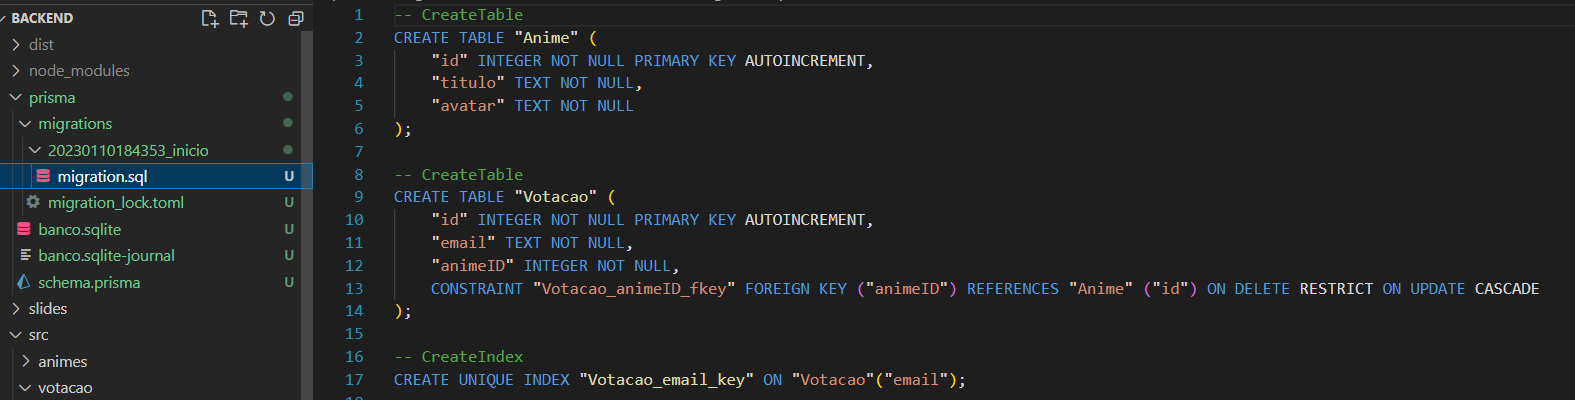 BACKEND
dist
node_modules
prisma
migrations
20230110184353_inicio
migration.sql U
migration_lock.toml U
banco.sqlite U
banco.sqlite-journal U
schema.prisma U
slides
src
animes
votacao
1 -- CreateTable
2 CREATE TABLE "Anime" (
3 "id" INTEGER NOT NULL PRIMARY KEY AUTOINCREMENT,
4 "titulo" TEXT NOT NULL,
5 "avatar" TEXT NOT NULL
6 );
7
8 -- CreateTable
9 CREATE TABLE "Votacao" (
10 "id" INTEGER NOT NULL PRIMARY KEY AUTOINCREMENT,
11 "email" TEXT NOT NULL,
12 "animeID" INTEGER NOT NULL,
13 CONSTRAINT "Votacao_animeID_fkey" FOREIGN KEY ("animeID") REFERENCES "Anime" ("id") ON DELETE RESTRICT ON UPDATE CASCADE
14 );
15
16 -- CreateIndex
17 CREATE UNIQUE INDEX "Votacao_email_key" ON "Votacao"("email");